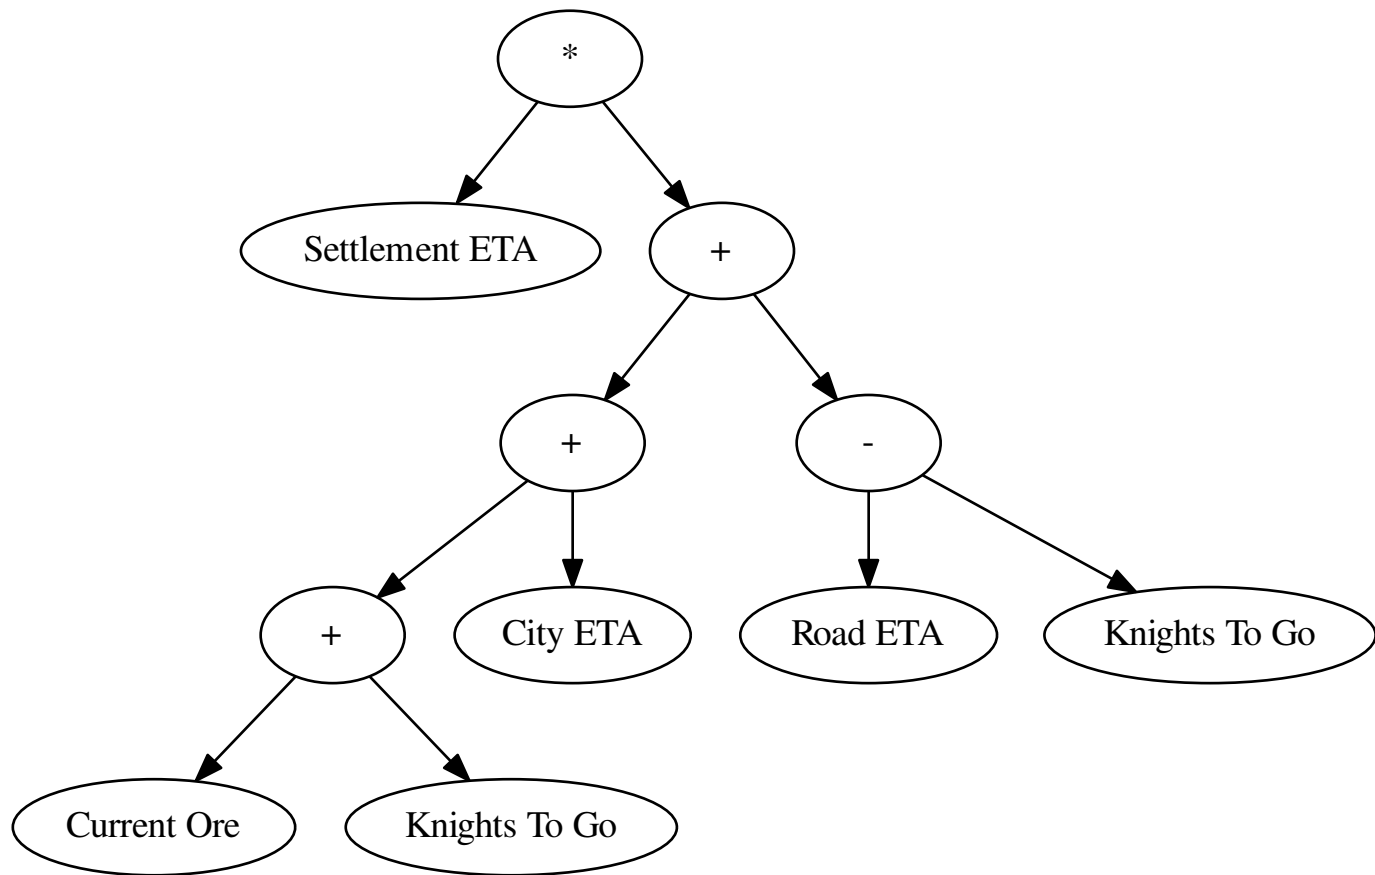 *
Settlement ETA
+
+
-
+
City ETA
Road ETA
Knights To Go
Current Ore
Knights To Go